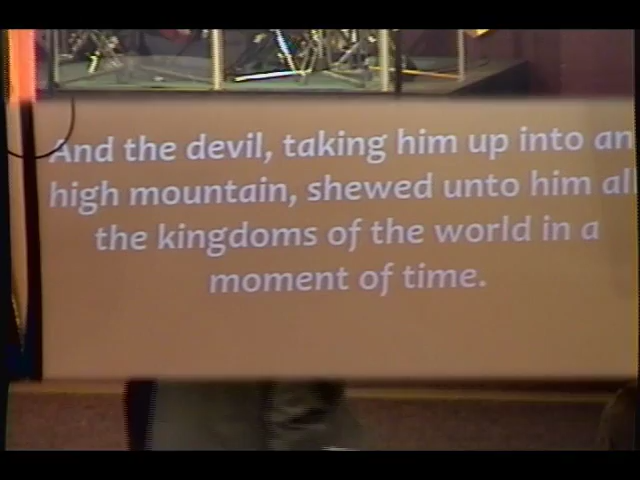 And the devil, taking him up into an
high mountain, shewed unto him all
the kingdoms of the world in a
moment of time.